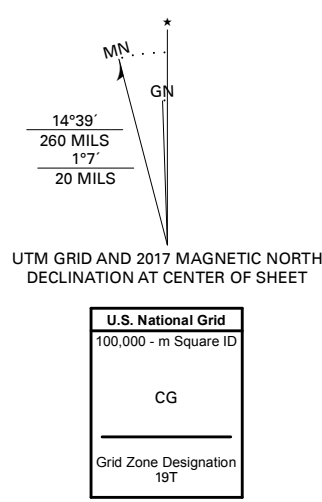 ★
MN
GN
14°39´
260 MILS
1°7´
20 MILS
UTM GRID AND 2017 MAGNETIC NORTH
DECLINATION AT CENTER OF SHEET
U.S. National Grid
100,000 - m Square ID
CG
Grid Zone Designation
19T